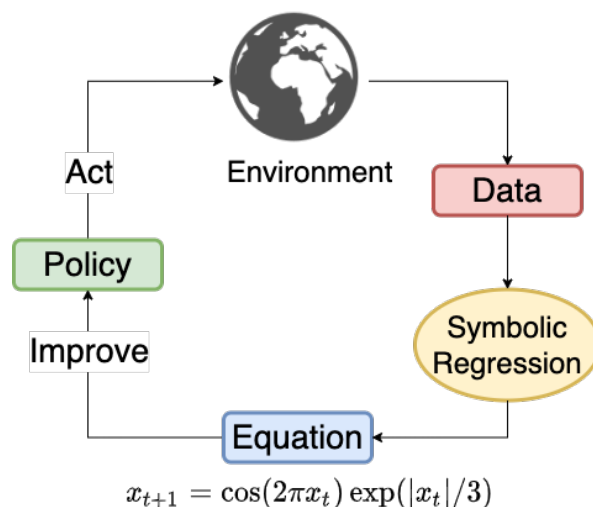 Environment
Act
Data
Policy
Symbolic
Regression
Improve
Equation
x_{t+1} = cos(2πx_t) exp(|x_t|/3)